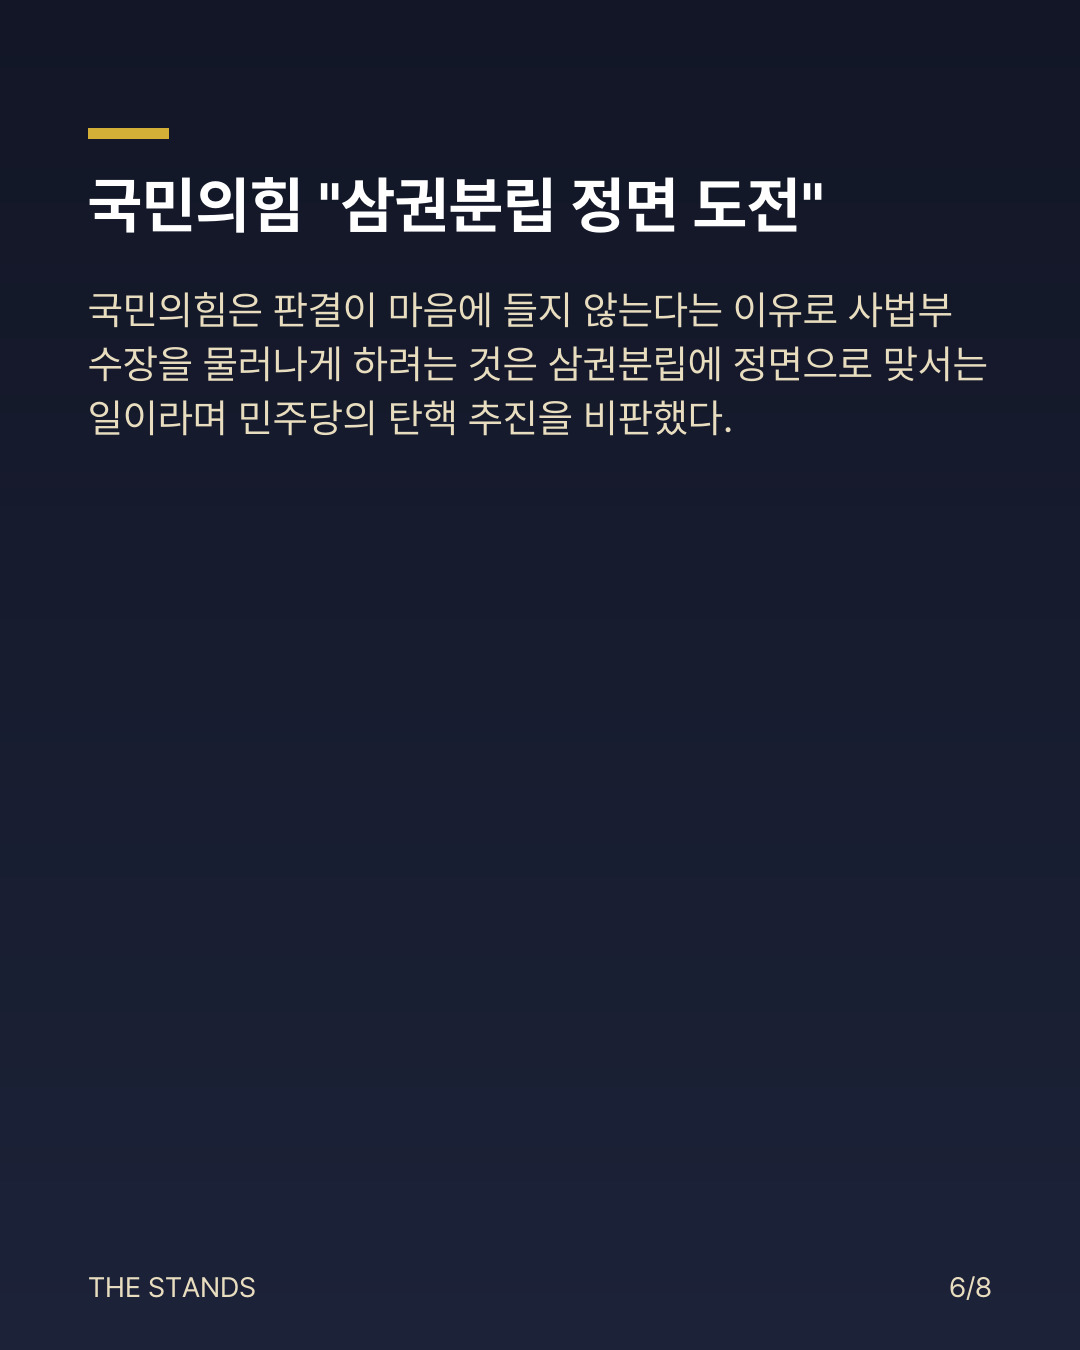 국민의힘 "삼권분립 정면 도전"
국민의힘은 판결이 마음에 들지 않는다는 이유로 사법부
수장을 물러나게 하려는 것은 삼권분립에 정면으로 맞서는
일이라며 민주당의 탄핵 추진을 비판했다.
THE STANDS
6/8